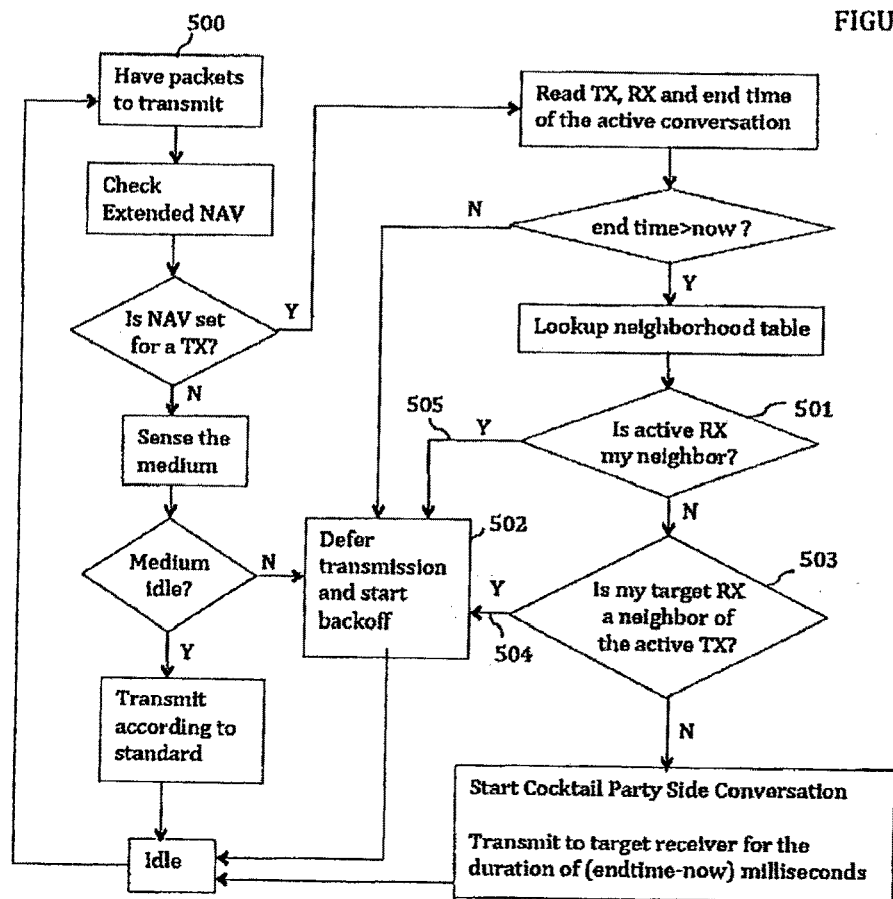 FIGU
500
Have packets
to transmit
Check
Extended NAV
Is NAV set
for a TX?
Y
N
Sense the
medium
Medium
idle?
N
Y
Transmit
according to
standard
Idle
Read TX, RX and end time
of the active conversation
end time>now ?
N
Y
Lookup neighborhood table
501
Is active RX
my neighbor?
505
Y
N
502
Defer
transmission
and start
backoff
503
Is my target RX
a neighbor of
the active TX?
Y
504
N
Start Cocktail Party Side Conversation
Transmit to target receiver for the
duration of (endtime-now) milliseconds